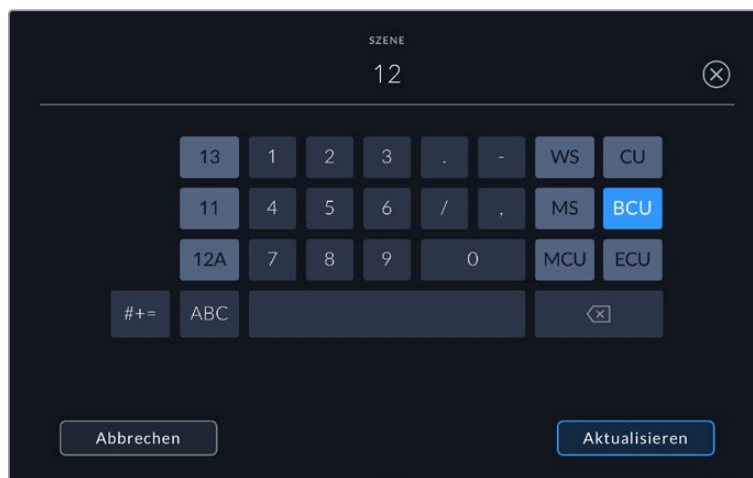 SZENE
12
13 1 2 3 . - WS CU
11 4 5 6 / , MS BCU
12A 7 8 9 0 MCU ECU
#+= ABC
Abbrechen Aktualisieren